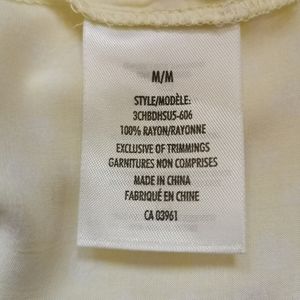 M/M
STYLE/MODÈLE:
3CHBDHSU5-606
100% RAYON/RAYONNE
EXCLUSIVE OF TRIMMINGS
GARNITURES NON COMPRISES
MADE IN CHINA
FABRIQUÉ EN CHINE
CA 03961